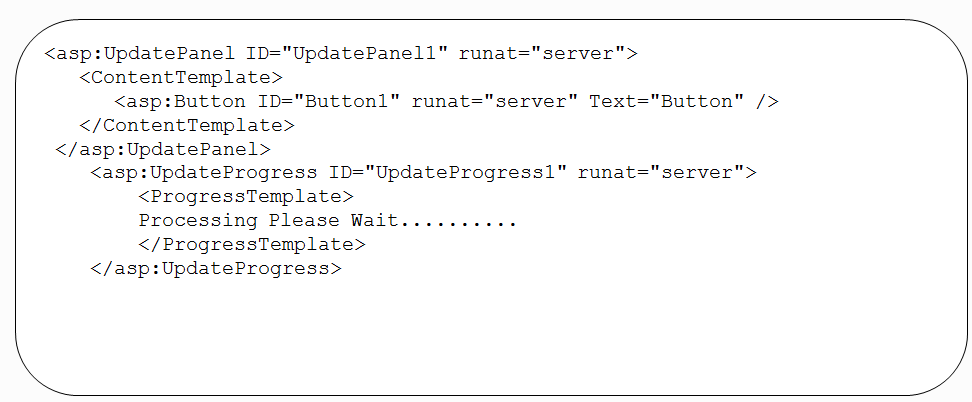 <asp:UpdatePanel ID="UpdatePanel1" runat="server">
<ContentTemplate>
<asp:Button ID="Button1" runat="server" Text="Button" />
</ContentTemplate>
</asp:UpdatePanel>
<asp:UpdateProgress ID="UpdateProgress1" runat="server">
<ProgressTemplate>
Processing Please Wait..........
</ProgressTemplate>
</asp:UpdateProgress>